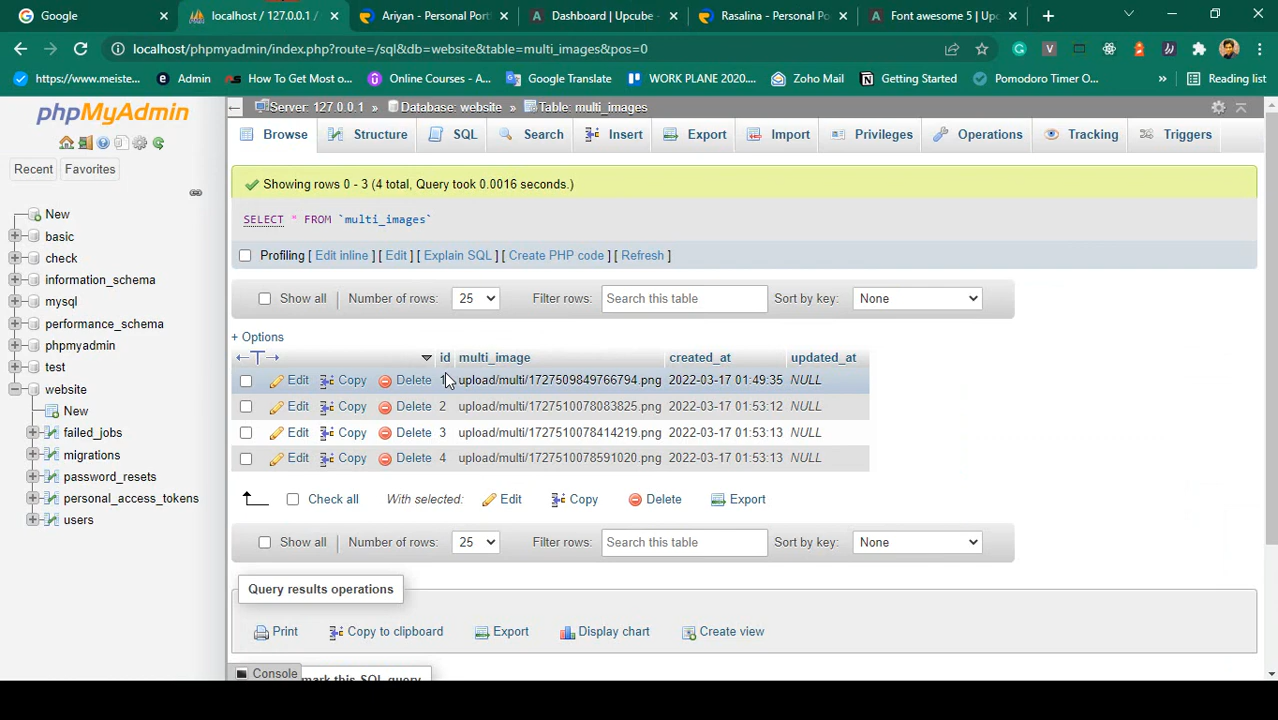 Google
localhost / 127.0.0.1 /
Ariyan - Personal Port
Dashboard | Upcube -
Rasalina - Personal Po
Font awesome 5 | Upc
localhost/phpmyadmin/index.php?route=/sql&db=website&table=multi_images&pos=0
https://www.meiste...
Admin
How To Get Most o...
Online Courses - A...
Google Translate
WORK PLANE 2020....
Zoho Mail
Getting Started
Pomodoro Timer O...
»
Reading list
phpMyAdmin
Recent
Favorites
New
basic
check
information_schema
mysql
performance_schema
phpmyadmin
test
website
New
failed_jobs
migrations
password_resets
personal_access_tokens
users
Server: 127.0.0.1 » Database: website » Table: multi_images
Browse Structure SQL Search Insert Export Import Privileges Operations Tracking Triggers
Showing rows 0 - 3 (4 total, Query took 0.0016 seconds.)
SELECT * FROM `multi_images`
Profiling [ Edit inline ] [ Edit ] [ Explain SQL ] [ Create PHP code ] [ Refresh ]
Show all Number of rows: 25 Filter rows: Search this table Sort by key: None
+ Options
id multi_image created_at updated_at
Edit Copy Delete 1 upload/multi/1727509849766794.png 2022-03-17 01:49:35 NULL
Edit Copy Delete 2 upload/multi/1727510078083825.png 2022-03-17 01:53:12 NULL
Edit Copy Delete 3 upload/multi/1727510078414219.png 2022-03-17 01:53:13 NULL
Edit Copy Delete 4 upload/multi/1727510078591020.png 2022-03-17 01:53:13 NULL
Check all With selected: Edit Copy Delete Export
Show all Number of rows: 25 Filter rows: Search this table Sort by key: None
Query results operations
Print Copy to clipboard Export Display chart Create view
Console
mark this SQL query